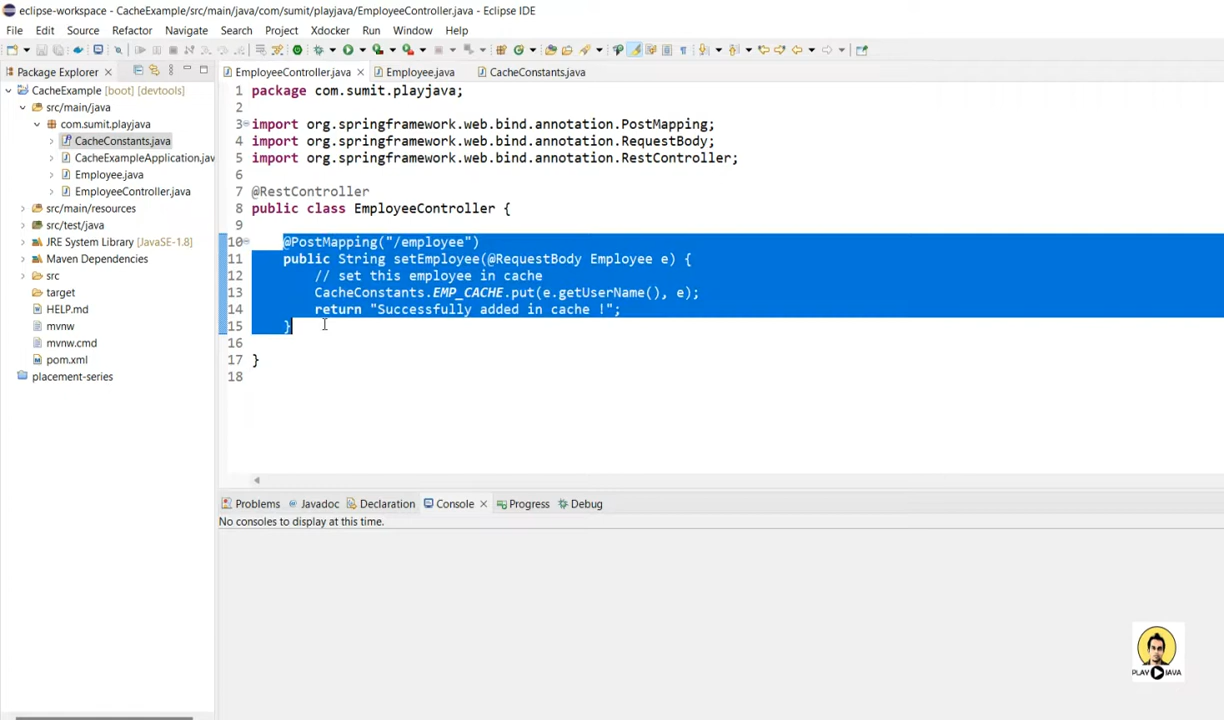 eclipse-workspace - CacheExample/src/main/java/com/sumit/playjava/EmployeeController.java - Eclipse IDE
File Edit Source Refactor Navigate Search Project Xdocker Run Window Help
Package Explorer
EmployeeController.java Employee.java CacheConstants.java
CacheExample [boot] [devtools]
src/main/java
com.sumit.playjava
CacheConstants.java
CacheExampleApplication.jav
Employee.java
EmployeeController.java
src/main/resources
src/test/java
JRE System Library [JavaSE-1.8]
Maven Dependencies
src
target
HELP.md
mvnw
mvnw.cmd
pom.xml
placement-series
1 package com.sumit.playjava;
2
3 import org.springframework.web.bind.annotation.PostMapping;
4 import org.springframework.web.bind.annotation.RequestBody;
5 import org.springframework.web.bind.annotation.RestController;
6
7 @RestController
8 public class EmployeeController {
9
10 @PostMapping("/employee")
11 public String setEmployee(@RequestBody Employee e) {
12 // set this employee in cache
13 CacheConstants.EMP_CACHE.put(e.getUserName(), e);
14 return "Successfully added in cache !";
15 }
16
17 }
18
Problems Javadoc Declaration Console Progress Debug
No consoles to display at this time.
PLAY JAVA